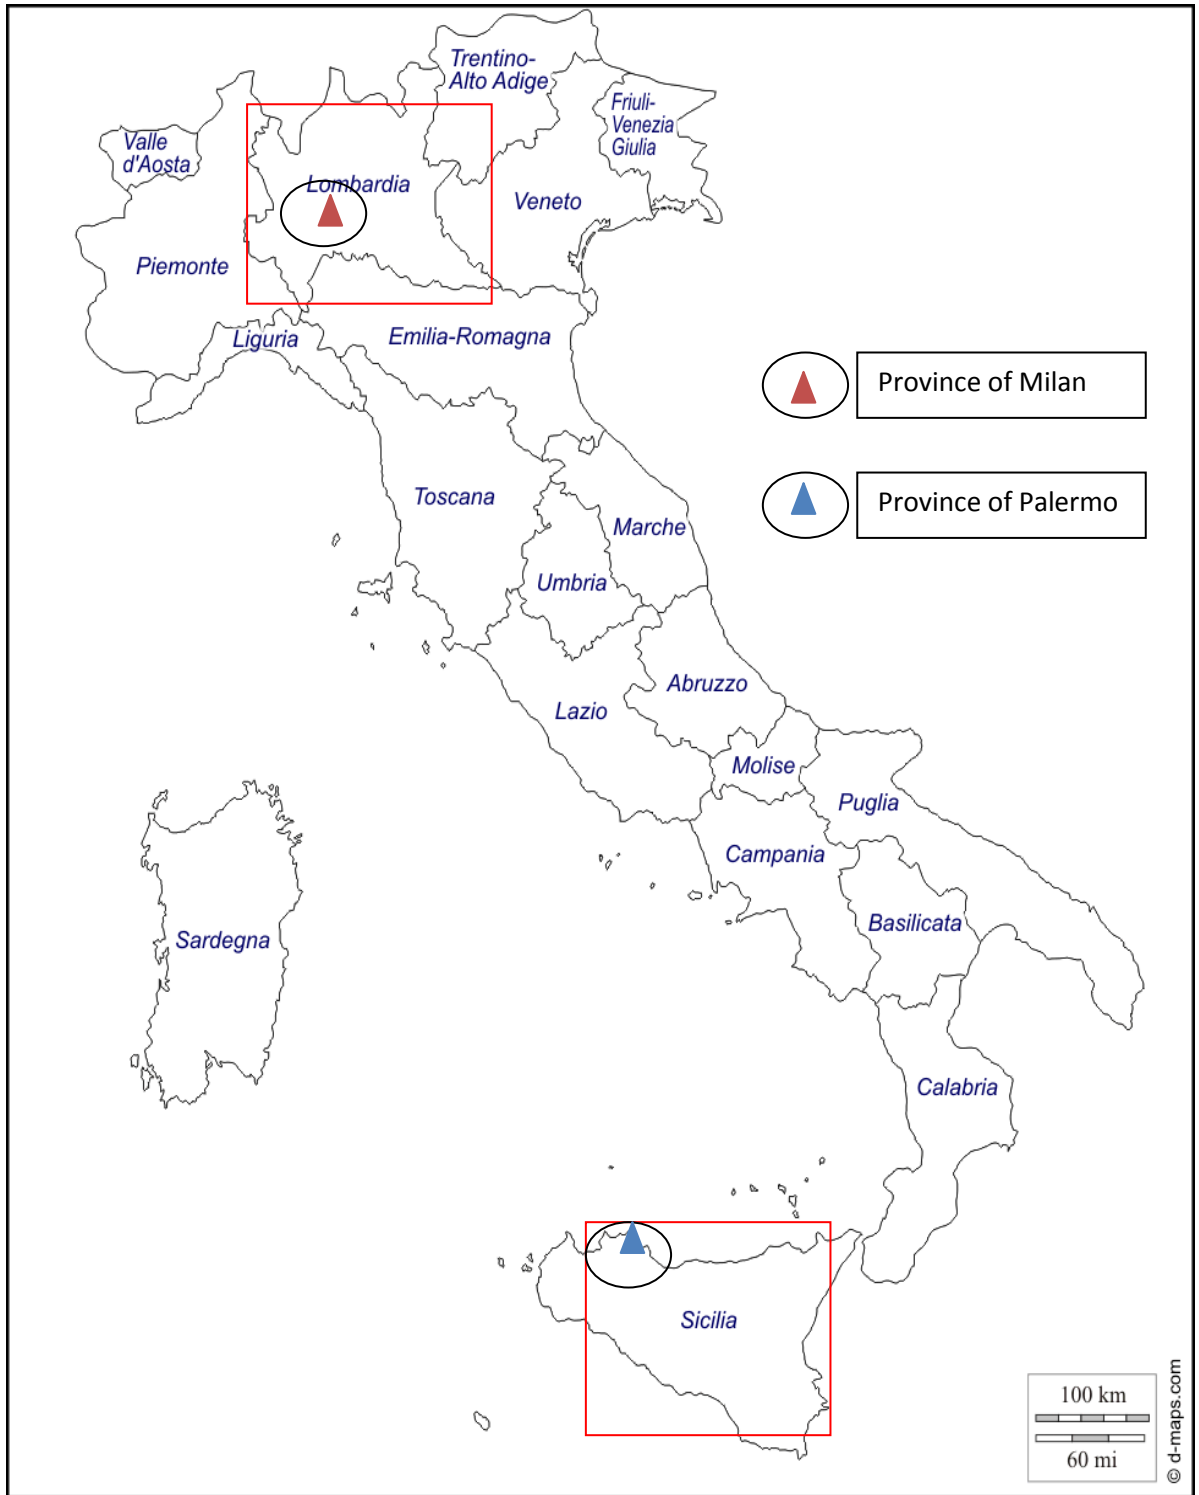 Trentino-
Alto Adige
Friuli-
Venezia
Giulia
Valle
d'Aosta
Lombardia
Veneto
Piemonte
Liguria
Emilia-Romagna
Province of Milan
Province of Palermo
Toscana
Marche
Umbria
Abruzzo
Lazio
Molise
Puglia
Campania
Basilicata
Sardegna
Calabria
Sicilia
100 km
60 mi
© d-maps.com